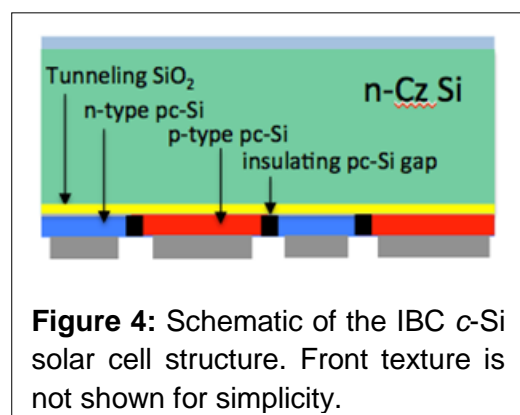 Tunneling SiO₂
n-Cz Si
n-type pc-Si
p-type pc-Si
insulating pc-Si gap
Figure 4: Schematic of the IBC c-Si
solar cell structure. Front texture is
not shown for simplicity.